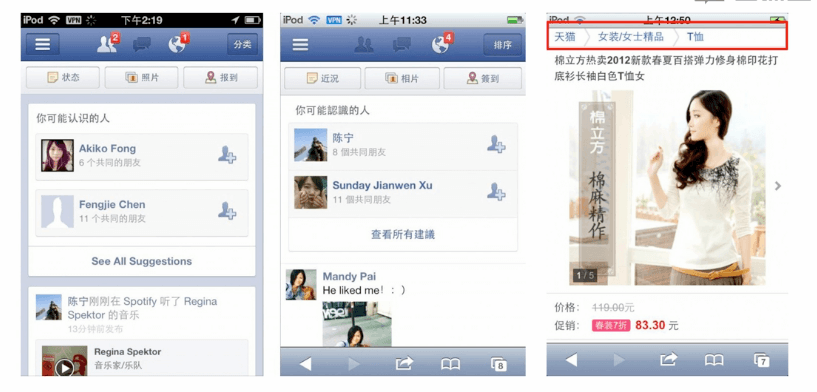 iPod VPN 下午2:19
2
1
分类
状态
照片
报到
你可能认识的人
Akiko Fong
6 个共同的朋友
Fengjie Chen
11 个共同的朋友
See All Suggestions
陈宁刚刚在 Spotify 听了 Regina
Spektor 的音乐
13分钟前发布
Regina Spektor
音乐家/乐队
iPod VPN 上午11:33
4
排序
近況
相片
簽到
你可能認識的人
陈宁
8 個共同朋友
Sunday Jianwen Xu
11 個共同朋友
查看所有建議
Mandy Pai
He liked me! : )
8
iPod 上午12:50
天猫 女装/女士精品 T恤
棉立方热卖2012新款春夏百搭弹力修身棉印花打
底衫长袖白色T恤女
棉立方
棉麻精作
1 / 5
价格: 119.00元
促销: 春装7折 83.30 元
7